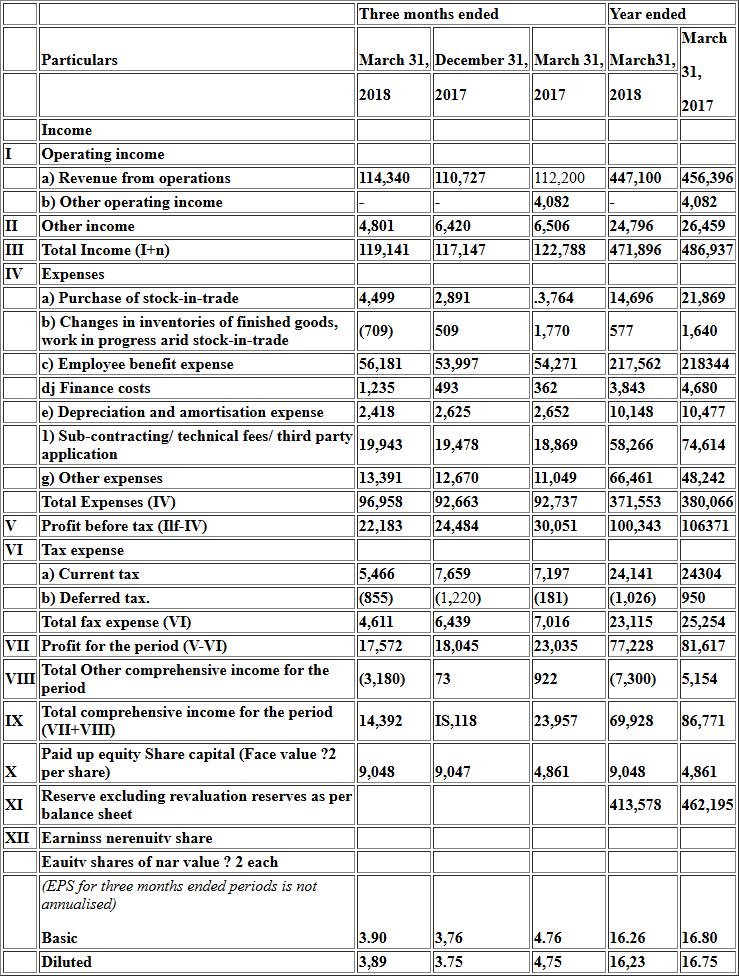 Three months ended Year ended
Particulars March 31, December 31, March 31, March31, March 31, 2017
2018 2017 2017 2018
Income
I Operating income
a) Revenue from operations 114,340 110,727 112,200 447,100 456,396
b) Other operating income - - 4,082 - 4,082
II Other income 4,801 6,420 6,506 24,796 26,459
III Total Income (I+n) 119,141 117,147 122,788 471,896 486,937
IV Expenses
a) Purchase of stock-in-trade 4,499 2,891 .3,764 14,696 21,869
b) Changes in inventories of finished goods,
work in progress arid stock-in-trade (709) 509 1,770 577 1,640
c) Employee benefit expense 56,181 53,997 54,271 217,562 218344
dj Finance costs 1,235 493 362 3,843 4,680
e) Depreciation and amortisation expense 2,418 2,625 2,652 10,148 10,477
1) Sub-contracting/ technical fees/ third party
application 19,943 19,478 18,869 58,266 74,614
g) Other expenses 13,391 12,670 11,049 66,461 48,242
Total Expenses (IV) 96,958 92,663 92,737 371,553 380,066
V Profit before tax (Ilf-IV) 22,183 24,484 30,051 100,343 106371
VI Tax expense
a) Current tax 5,466 7,659 7,197 24,141 24304
b) Deferred tax. (855) (1,220) (181) (1,026) 950
Total fax expense (VI) 4,611 6,439 7,016 23,115 25,254
VII Profit for the period (V-VI) 17,572 18,045 23,035 77,228 81,617
VIII Total Other comprehensive income for the
period (3,180) 73 922 (7,300) 5,154
IX Total comprehensive income for the period
(VII+VIII) 14,392 IS,118 23,957 69,928 86,771
Paid up equity Share capital (Face value ?2
X per share) 9,048 9,047 4,861 9,048 4,861
XI Reserve excluding revaluation reserves as per
balance sheet 413,578 462,195
XII Earninss nerenuitv share
Eauitv shares of nar value ? 2 each
(EPS for three months ended periods is not
annualised)
Basic 3.90 3,76 4.76 16.26 16.80
Diluted 3,89 3.75 4,75 16,23 16.75